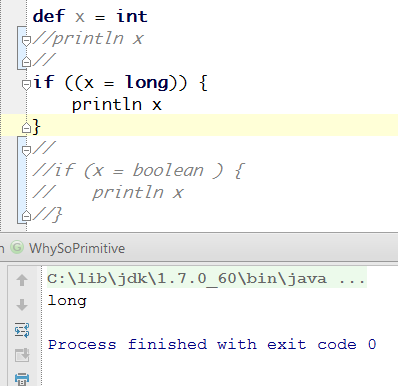 def x = int
//println x
//
if ((x = long)) {
    println x
}
//
//if (x = boolean ) {
//    println x
//}
n G WhySoPrimitive
C:\lib\jdk\1.7.0_60\bin\java ...
long
Process finished with exit code 0